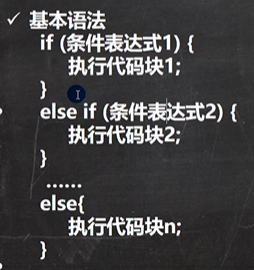 ✓ 基本语法
if (条件表达式1) {
执行代码块1;
}
else if (条件表达式2) {
执行代码块2;
}
......
else{
执行代码块n;
}